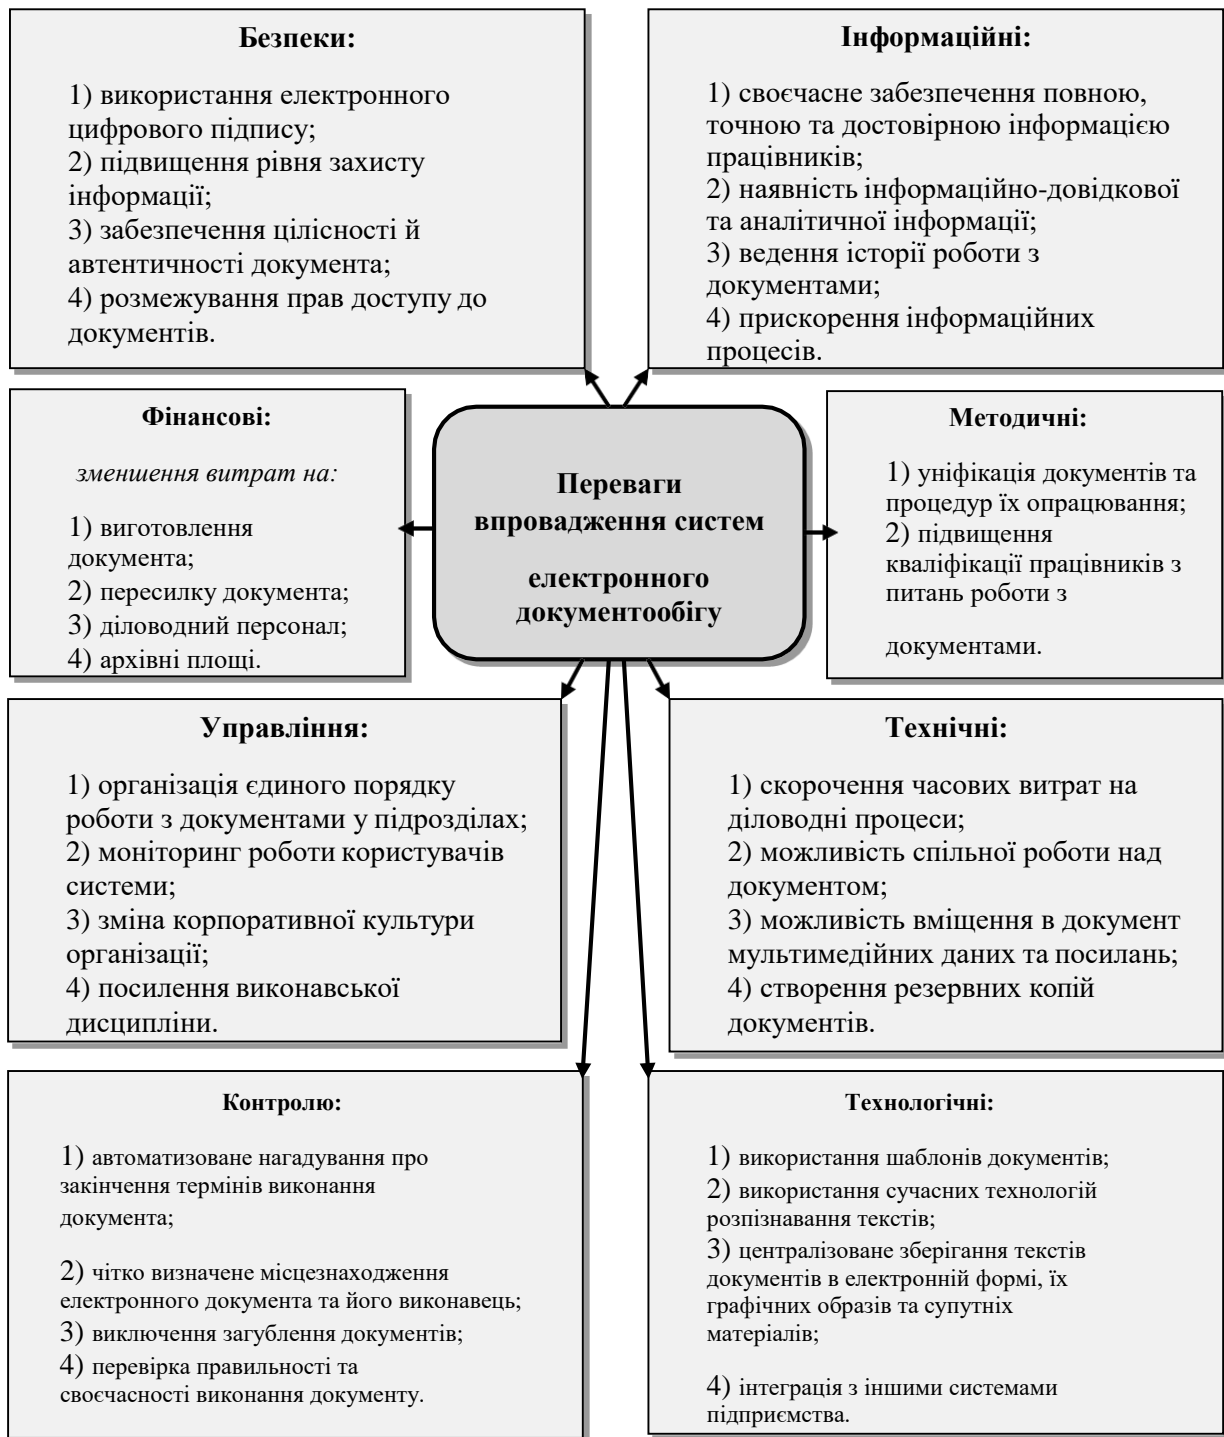 Безпеки:
1) використання електронного
цифрового підпису;
2) підвищення рівня захисту
інформації;
3) забезпечення цілісності й
автентичності документа;
4) розмежування прав доступу до
документів.
Інформаційні:
1) своєчасне забезпечення повною,
точною та достовірною інформацією
працівників;
2) наявність інформаційно-довідкової
та аналітичної інформації;
3) ведення історії роботи з
документами;
4) прискорення інформаційних
процесів.
Фінансові:
зменшення витрат на:
1) виготовлення
документа;
2) пересилку документа;
3) діловодний персонал;
4) архівні площі.
Переваги
впровадження систем
електронного
документообігу
Методичні:
1) уніфікація документів та
процедур їх опрацювання;
2) підвищення
кваліфікації працівників з
питань роботи з
документами.
Управління:
1) організація єдиного порядку
роботи з документами у підрозділах;
2) моніторинг роботи користувачів
системи;
3) зміна корпоративної культури
організації;
4) посилення виконавської
дисципліни.
Технічні:
1) скорочення часових витрат на
діловодні процеси;
2) можливість спільної роботи над
документом;
3) можливість вміщення в документ
мультимедійних даних та посилань;
4) створення резервних копій
документів.
Контролю:
1) автоматизоване нагадування про
закінчення термінів виконання
документа;
2) чітко визначене місцезнаходження
електронного документа та його виконавець;
3) виключення загублення документів;
4) перевірка правильності та
своєчасності виконання документу.
Технологічні:
1) використання шаблонів документів;
2) використання сучасних технологій
розпізнавання текстів;
3) централізоване зберігання текстів
документів в електронній формі, їх
графічних образів та супутніх
матеріалів;
4) інтеграція з іншими системами
підприємства.